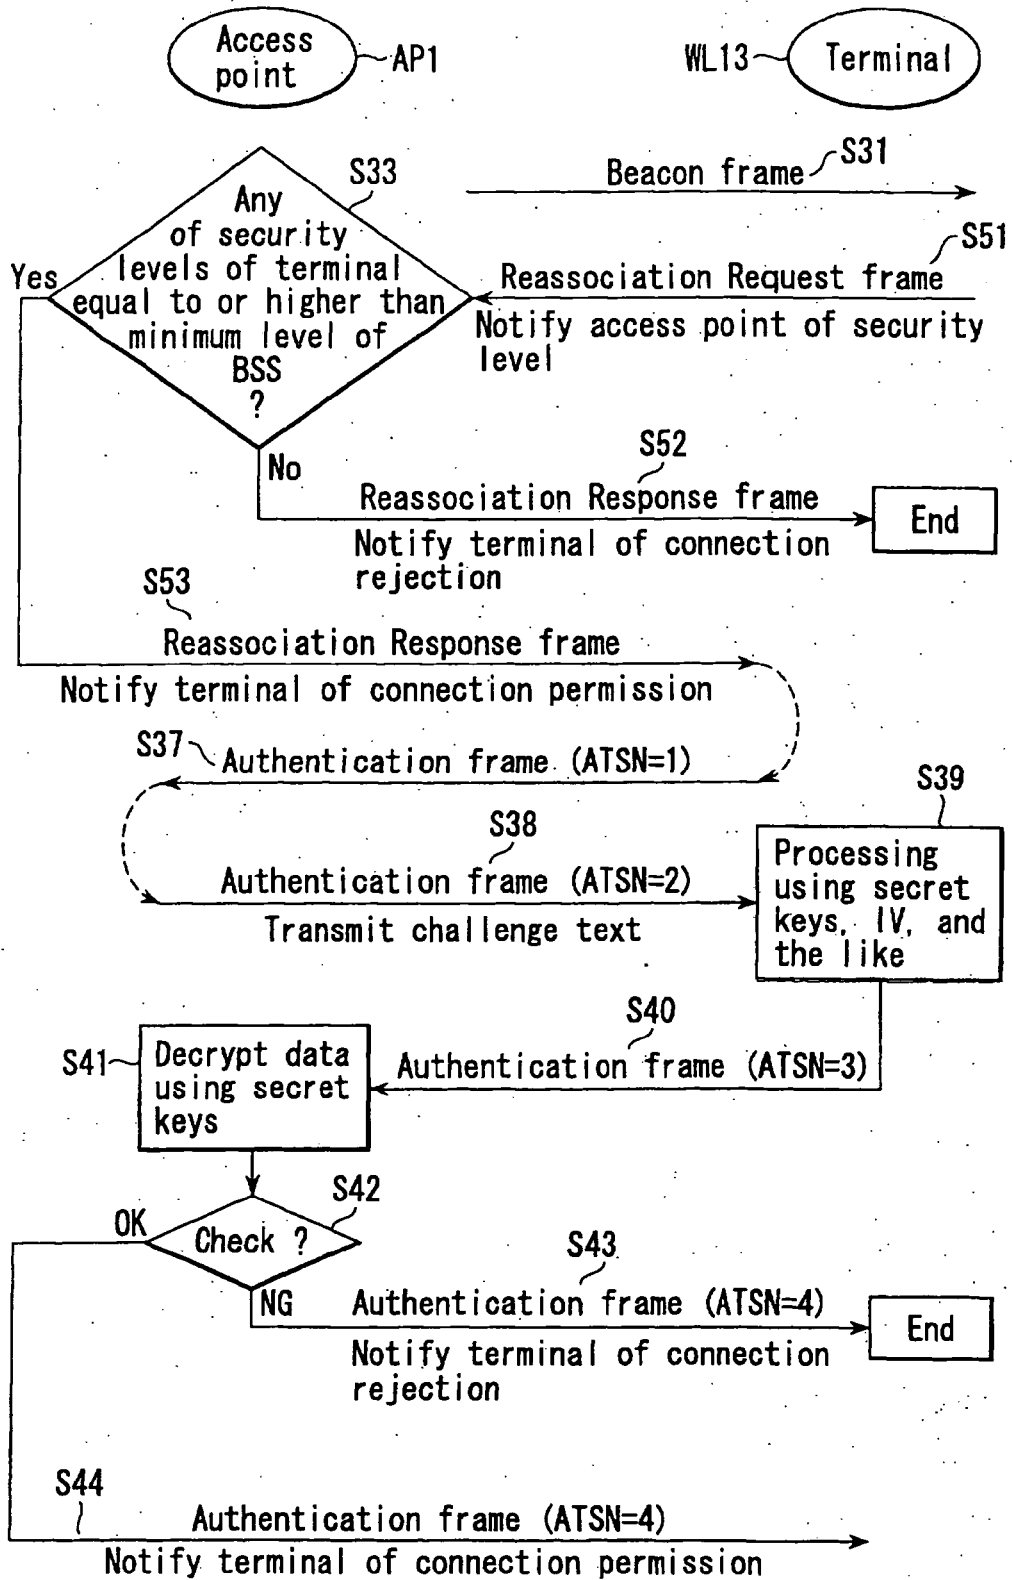 Access
point
AP1
WL13
Terminal
S31
Beacon frame
S33
Any
of security
levels of terminal
equal to or higher than
minimum level of
BSS
?
Yes
S51
Reassociation Request frame
Notify access point of security
level
No
S52
Reassociation Response frame
Notify terminal of connection
rejection
End
S53
Reassociation Response frame
Notify terminal of connection permission
S37
Authentication frame (ATSN=1)
S38
Authentication frame (ATSN=2)
Transmit challenge text
S39
Processing
using secret
keys, IV, and
the like
S40
Authentication frame (ATSN=3)
S41
Decrypt data
using secret
keys
S42
Check ?
OK
NG
S43
Authentication frame (ATSN=4)
Notify terminal of connection
rejection
End
S44
Authentication frame (ATSN=4)
Notify terminal of connection permission